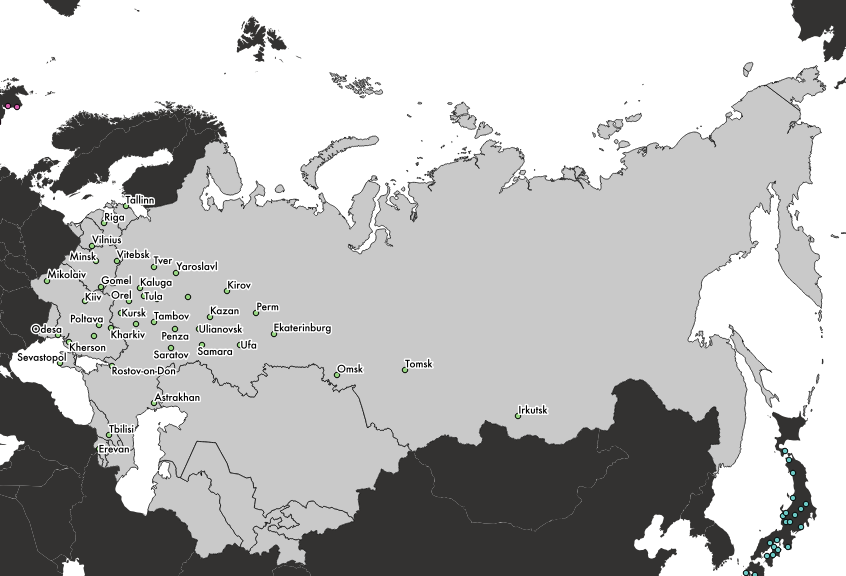 Tallinn
Riga
Vilnius
Minsk
Vitebsk
Tver
Yaroslavl
Mikolaiv
Gomel
Kaluga
Kirov
Kiiv
Orel
Tula
Perm
Poltava
Kursk
Tambov
Kazan
Odesa
Kharkiv
Penza
Ulianovsk
Ekaterinburg
Kherson
Saratov
Samara
Ufa
Sevastopol
Rostov-on-Don
Omsk
Tomsk
Astrakhan
Irkutsk
Tbilisi
Erevan